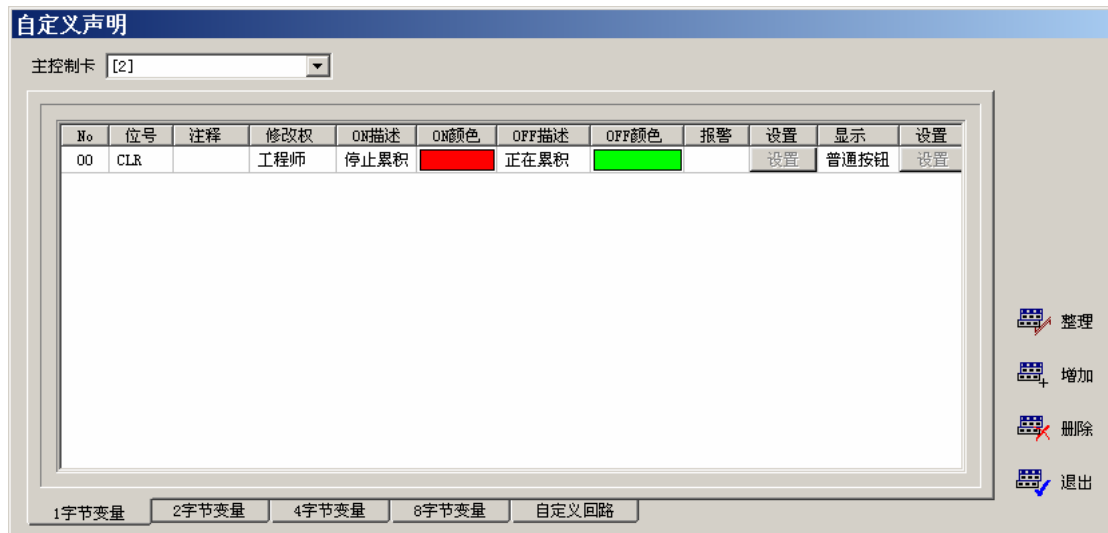 自定义声明
主控制卡 [2]
No 位号 注释 修改权 ON描述 ON颜色 OFF描述 OFF颜色 报警 设置 显示 设置
00 CLR 工程师 停止累积 正在累积 设置 普通按钮 设置
整理
增加
删除
退出
1字节变量 2字节变量 4字节变量 8字节变量 自定义回路